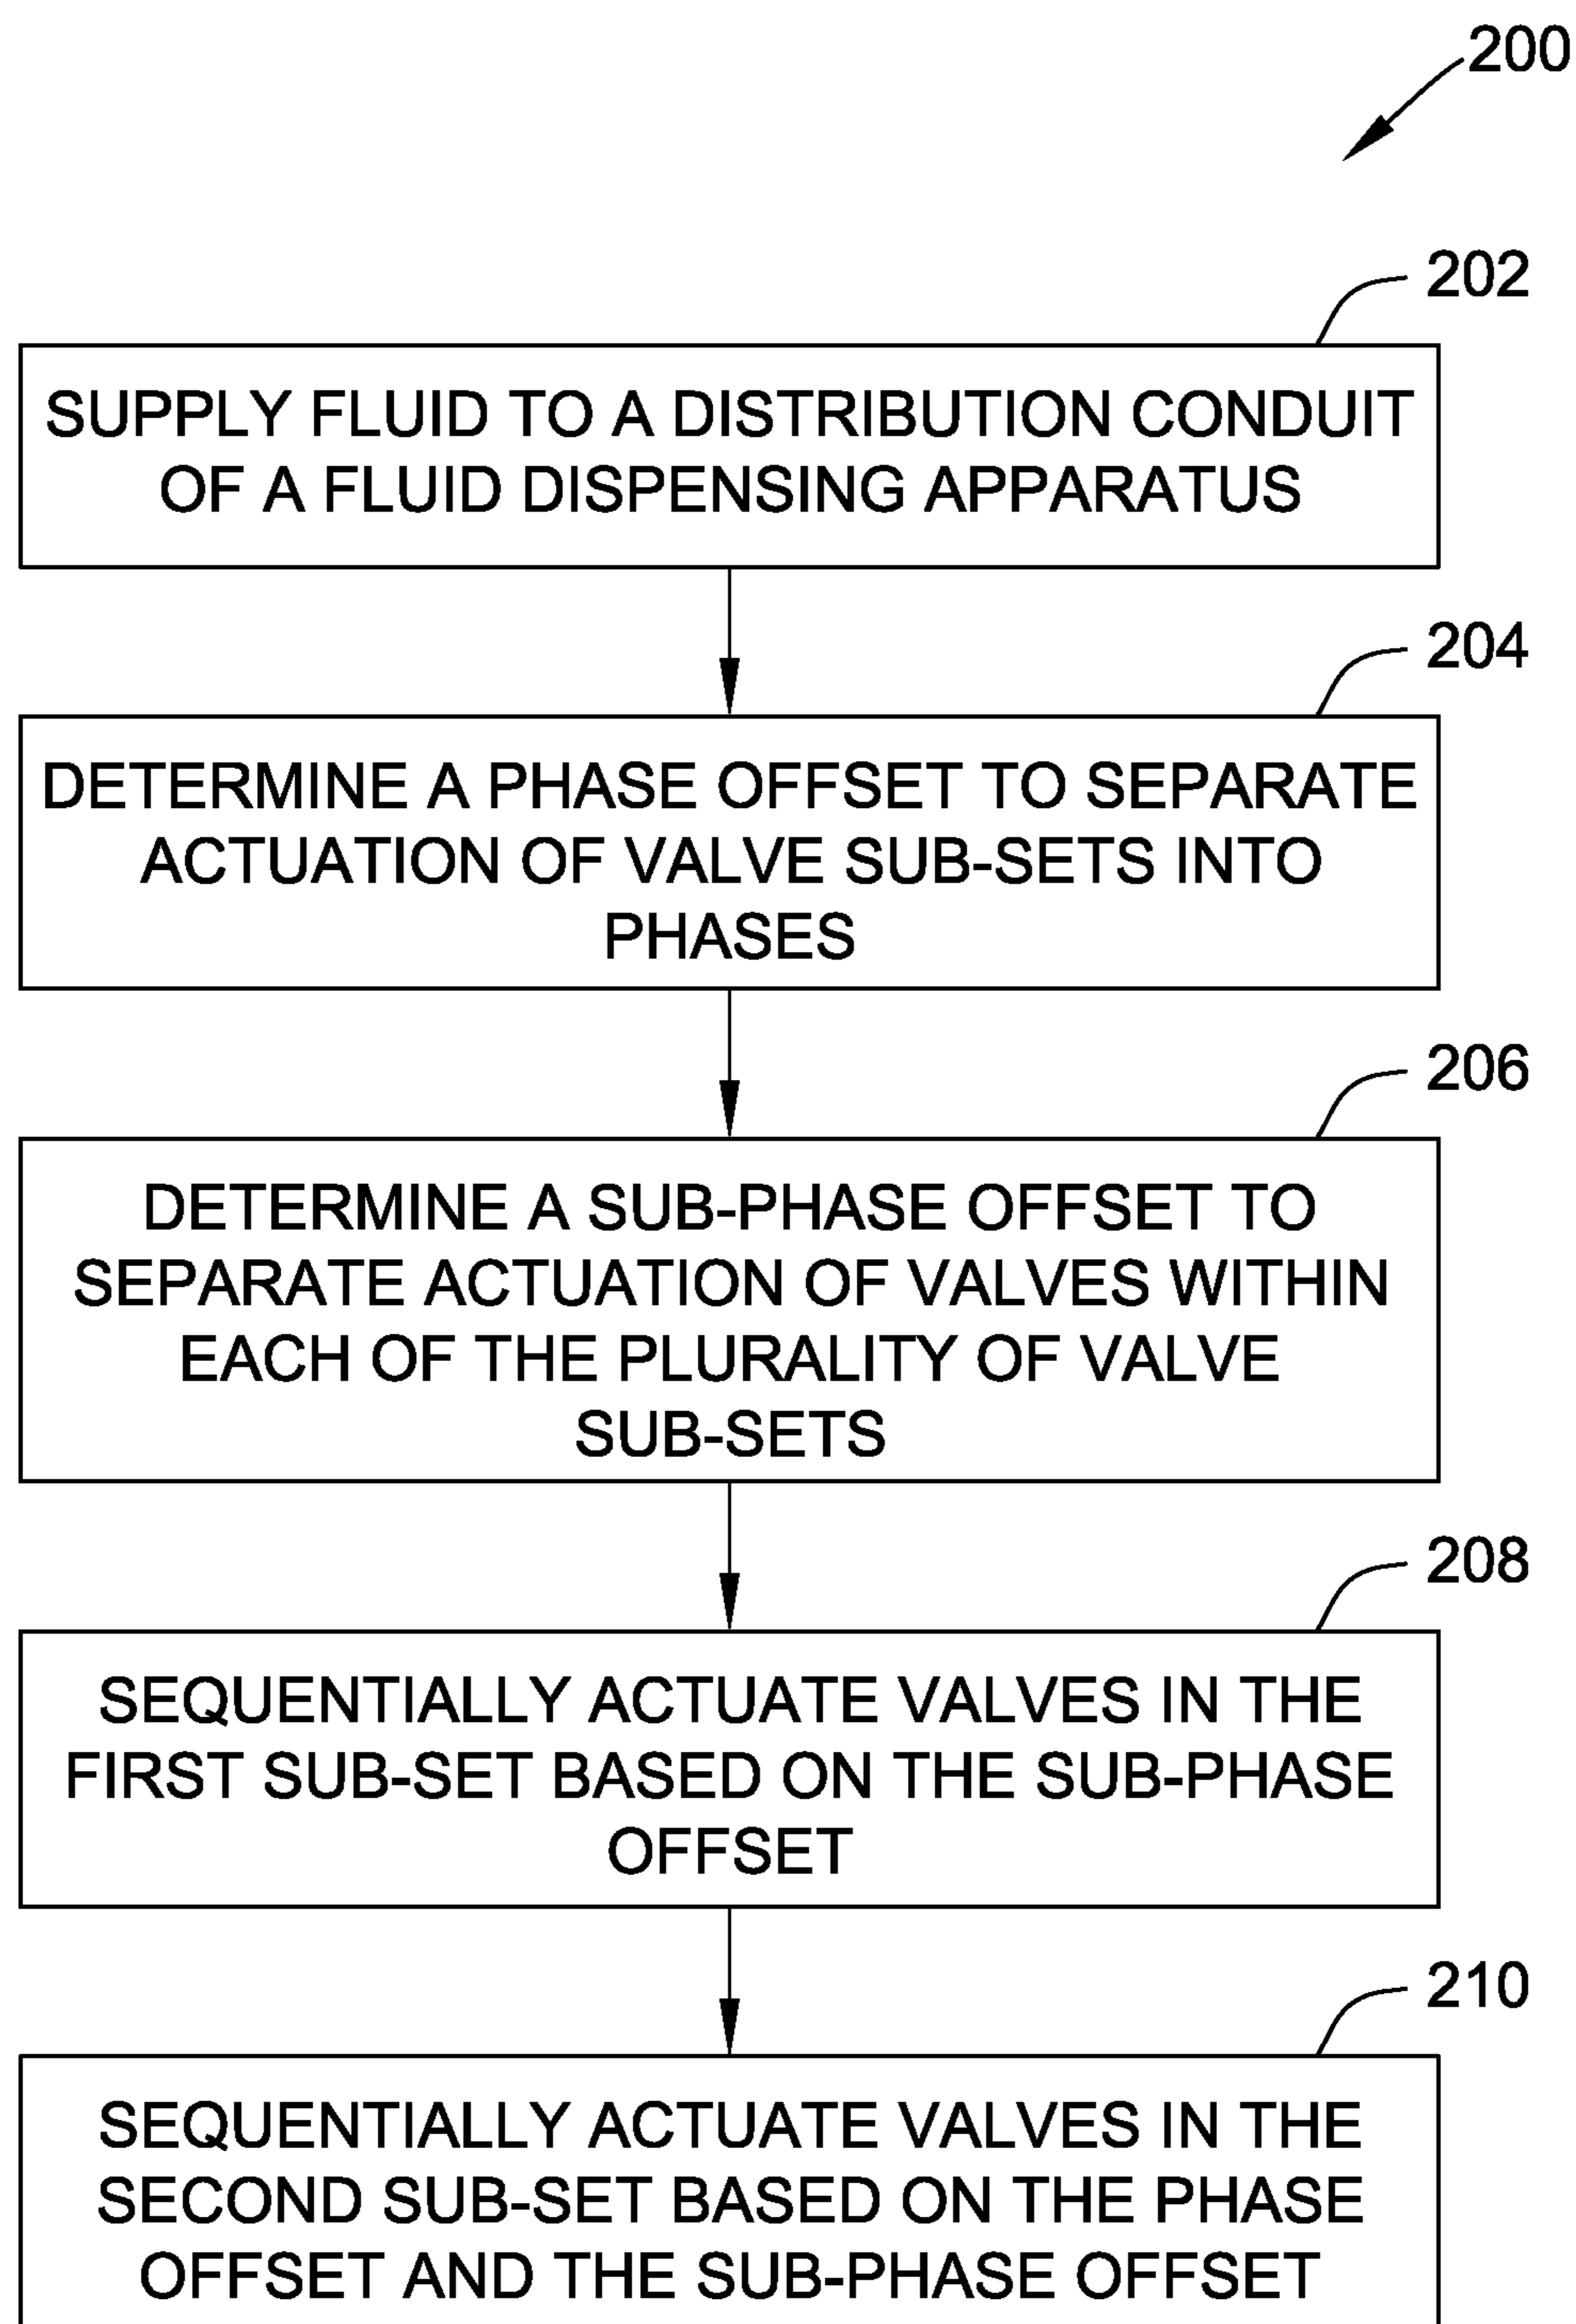 200
202
SUPPLY FLUID TO A DISTRIBUTION CONDUIT
OF A FLUID DISPENSING APPARATUS
204
DETERMINE A PHASE OFFSET TO SEPARATE
ACTUATION OF VALVE SUB-SETS INTO
PHASES
206
DETERMINE A SUB-PHASE OFFSET TO
SEPARATE ACTUATION OF VALVES WITHIN
EACH OF THE PLURALITY OF VALVE
SUB-SETS
208
SEQUENTIALLY ACTUATE VALVES IN THE
FIRST SUB-SET BASED ON THE SUB-PHASE
OFFSET
210
SEQUENTIALLY ACTUATE VALVES IN THE
SECOND SUB-SET BASED ON THE PHASE
OFFSET AND THE SUB-PHASE OFFSET